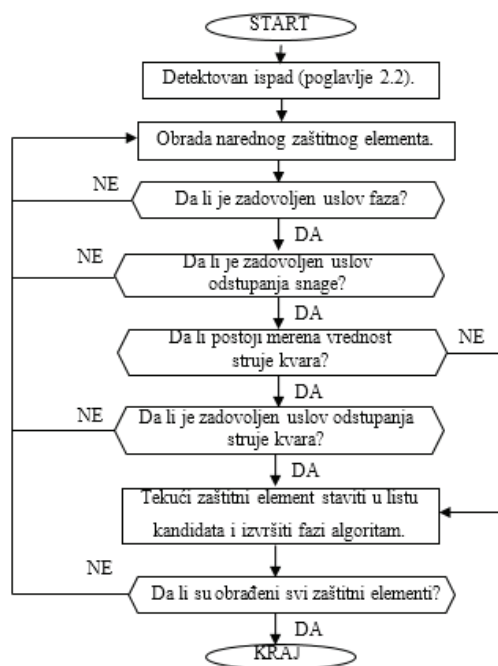 START
Detektovan ispad (poglavlje 2.2).
Obrada narednog zaštitnog elementa.
NE
Da li je zadovoljen uslov faza?
DA
NE
Da li je zadovoljen uslov
odstupanja snage?
DA
Da li postoji merena vrednost
struje kvara?
NE
DA
NE
Da li je zadovoljen uslov odstupanja
struje kvara?
DA
Tekući zaštitni element staviti u listu
kandidata i izvršiti fazi algoritam.
NE
Da li su obrađeni svi zaštitni elementi?
DA
KRAJ